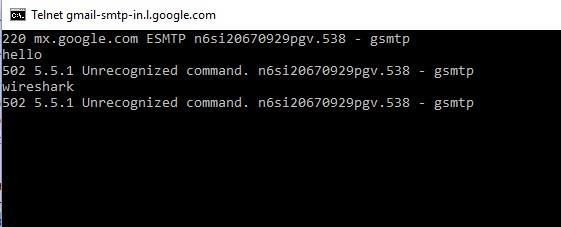 Telnet gmail-smtp-in.l.google.com
220 mx.google.com ESMTP n6si20670929pgv.538 - gsmtp
hello
502 5.5.1 Unrecognized command. n6si20670929pgv.538 - gsmtp
wireshark
502 5.5.1 Unrecognized command. n6si20670929pgv.538 - gsmtp